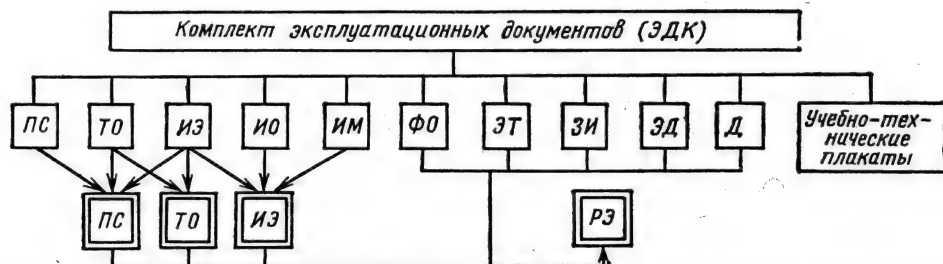 Комплект эксплуатационных документов (ЭДК)
ПС ТО ИЭ ИО ИМ ФО ЭТ ЗИ ЭД Д Учебно-тех-
нические
плакаты
ПС ТО ИЭ РЭ